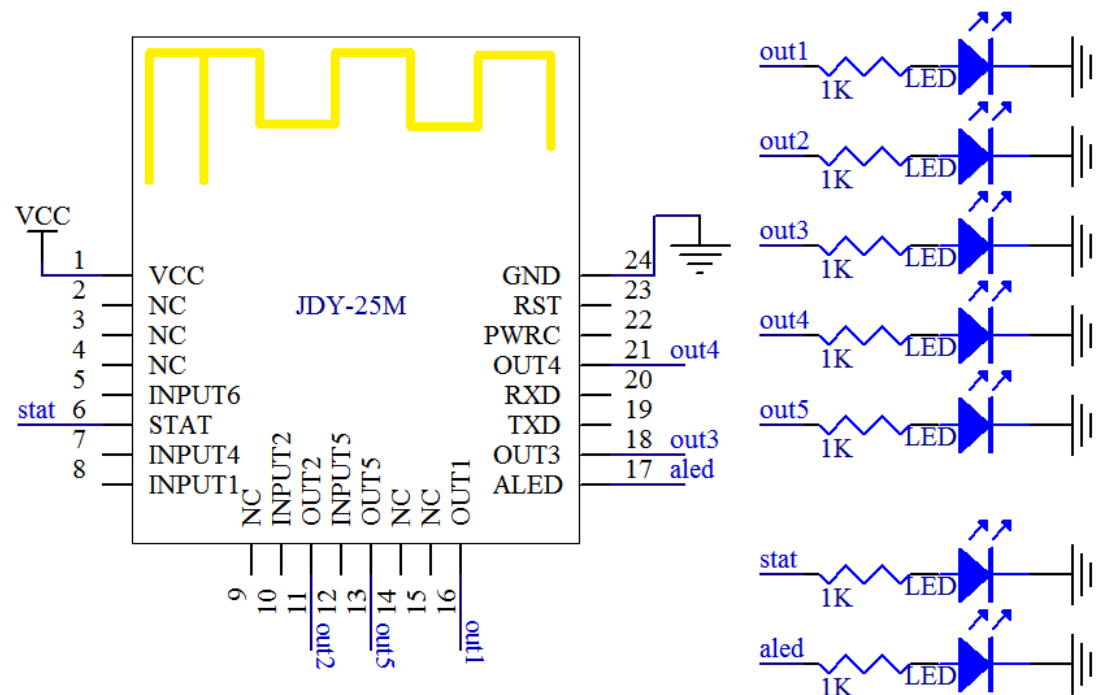 VCC
1 VCC
2 NC
3 NC
4 NC
5 INPUT6
stat 6 STAT
7 INPUT4
8 INPUT1
JDY-25M
GND 24
RST 23
PWRC 22
OUT4 21 out4
RXD 20
TXD 19
OUT3 18 out3
ALED 17 aled
NC 9
INPUT2 10
OUT2 11 out2
INPUT5 12
OUT5 13 out5
NC 14
NC 15
OUT1 16 out1
out1 1K LED
out2 1K LED
out3 1K LED
out4 1K LED
out5 1K LED
stat 1K LED
aled 1K LED